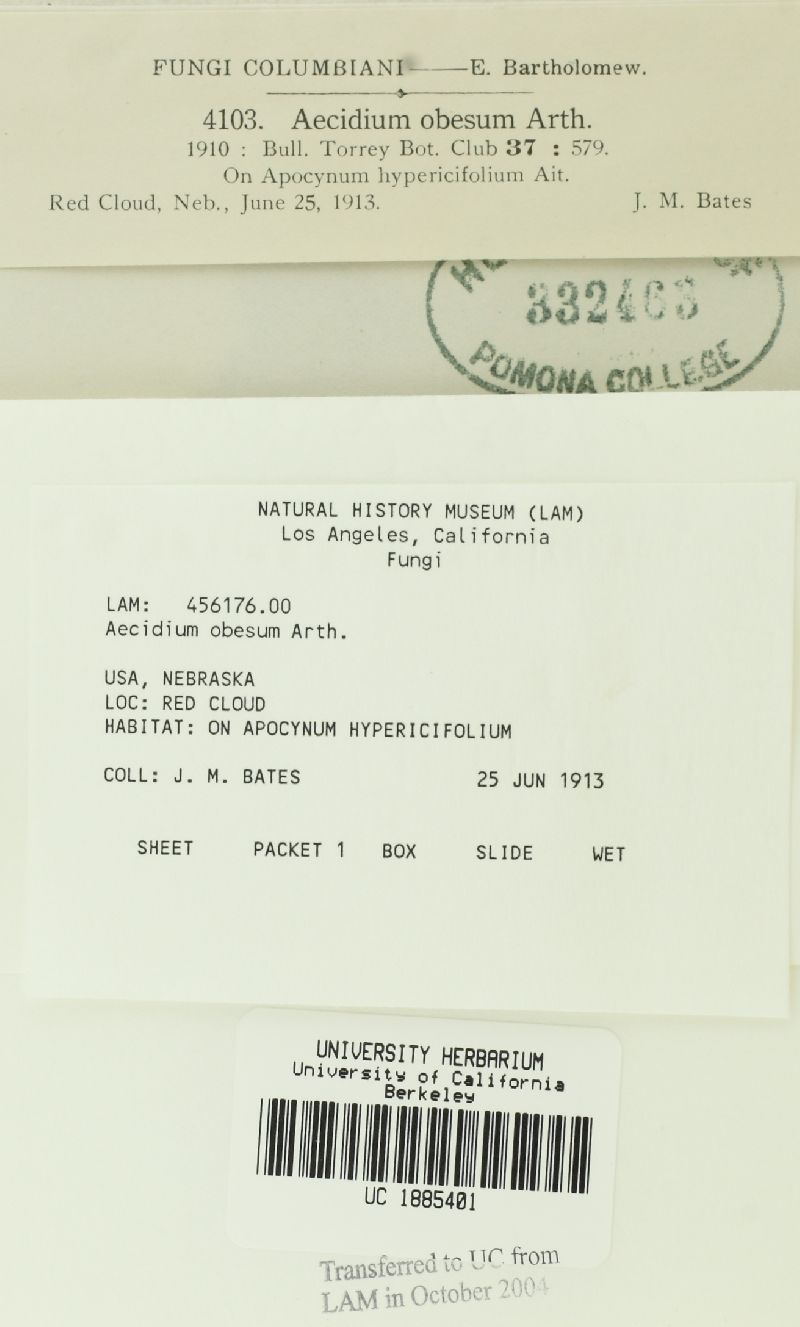 FUNGI COLUMBIANI——E. Bartholomew.
4103. Aecidium obesum Arth.
1910 : Bull. Torrey Bot. Club 37 : 579.
On Apocynum hypericifolium Ait.
Red Cloud, Neb., June 25, 1913. J. M. Bates
POMONA COLLEGE
NATURAL HISTORY MUSEUM (LAM)
Los Angeles, California
Fungi
LAM: 456176.00
Aecidium obesum Arth.
USA, NEBRASKA
LOC: RED CLOUD
HABITAT: ON APOCYNUM HYPERICIFOLIUM
COLL: J. M. BATES 25 JUN 1913
SHEET PACKET 1 BOX SLIDE WET
UNIVERSITY HERBARIUM
University of California
Berkeley
UC 1885401
Transferred to UC from
LAM in October 2004